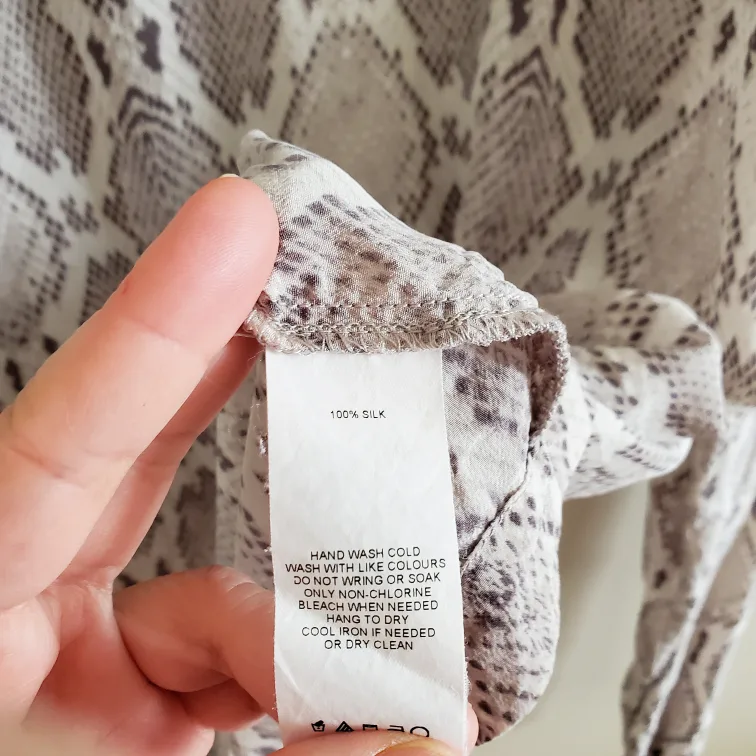 100% SILK
HAND WASH COLD
WASH WITH LIKE COLOURS
DO NOT WRING OR SOAK
ONLY NON-CHLORINE
BLEACH WHEN NEEDED
HANG TO DRY
COOL IRON IF NEEDED
OR DRY CLEAN